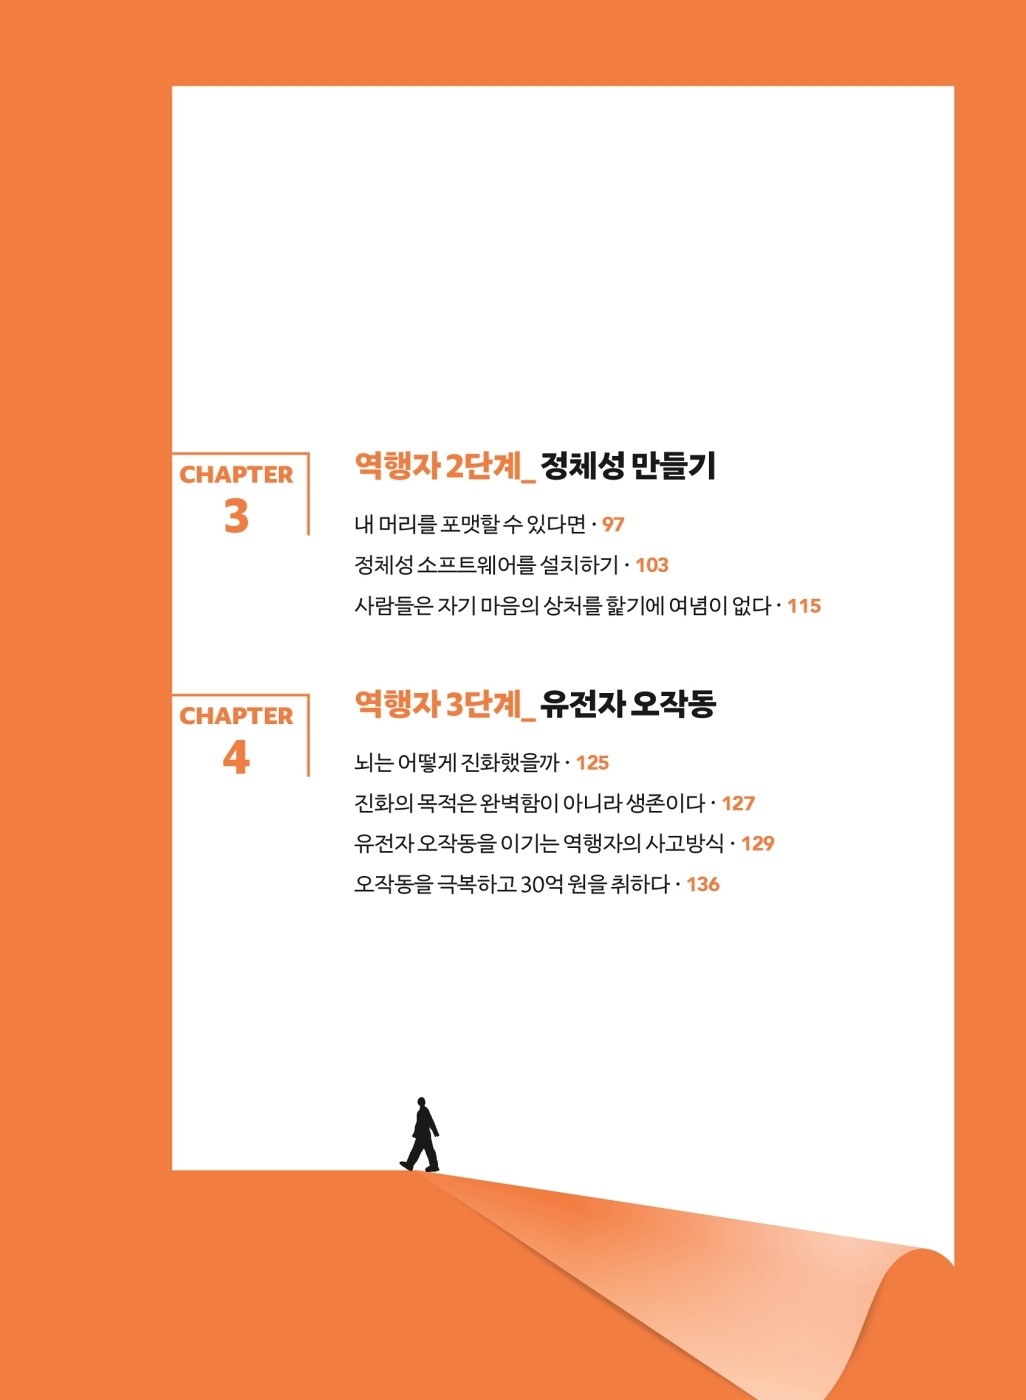 CHAPTER
3
역행자 2단계_ 정체성 만들기
내 머리를 포맷할 수 있다면 · 97
정체성 소프트웨어를 설치하기 · 103
사람들은 자기 마음의 상처를 핥기에 여념이 없다 · 115
CHAPTER
4
역행자 3단계_ 유전자 오작동
뇌는 어떻게 진화했을까 · 125
진화의 목적은 완벽함이 아니라 생존이다 · 127
유전자 오작동을 이기는 역행자의 사고방식 · 129
오작동을 극복하고 30억 원을 취하다 · 136